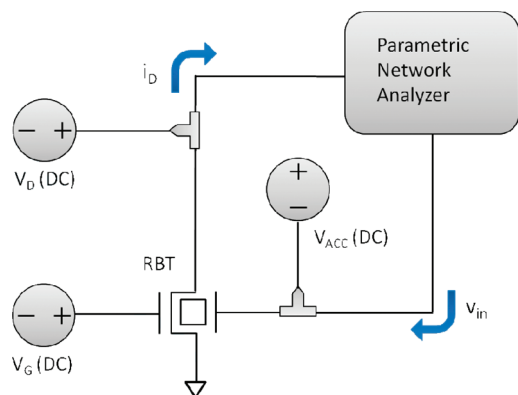 i_D
Parametric
Network
Analyzer
− +
V_D (DC)
+
−
V_ACC (DC)
RBT
− +
V_G (DC)
v_in